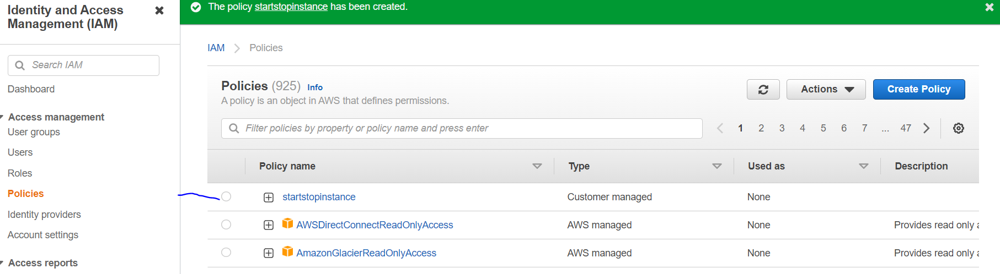 Identity and Access
Management (IAM)
Search IAM
Dashboard
Access management
User groups
Users
Roles
Policies
Identity providers
Account settings
Access reports
The policy startstopinstance has been created.
IAM Policies
Policies (925) Info
A policy is an object in AWS that defines permissions.
Actions
Create Policy
Filter policies by property or policy name and press enter
1 2 3 4 5 6 7 ... 47
Policy name Type Used as Description
startstopinstance Customer managed None
AWSDirectConnectReadOnlyAccess AWS managed None Provides read only
AmazonGlacierReadOnlyAccess AWS managed None Provides read only